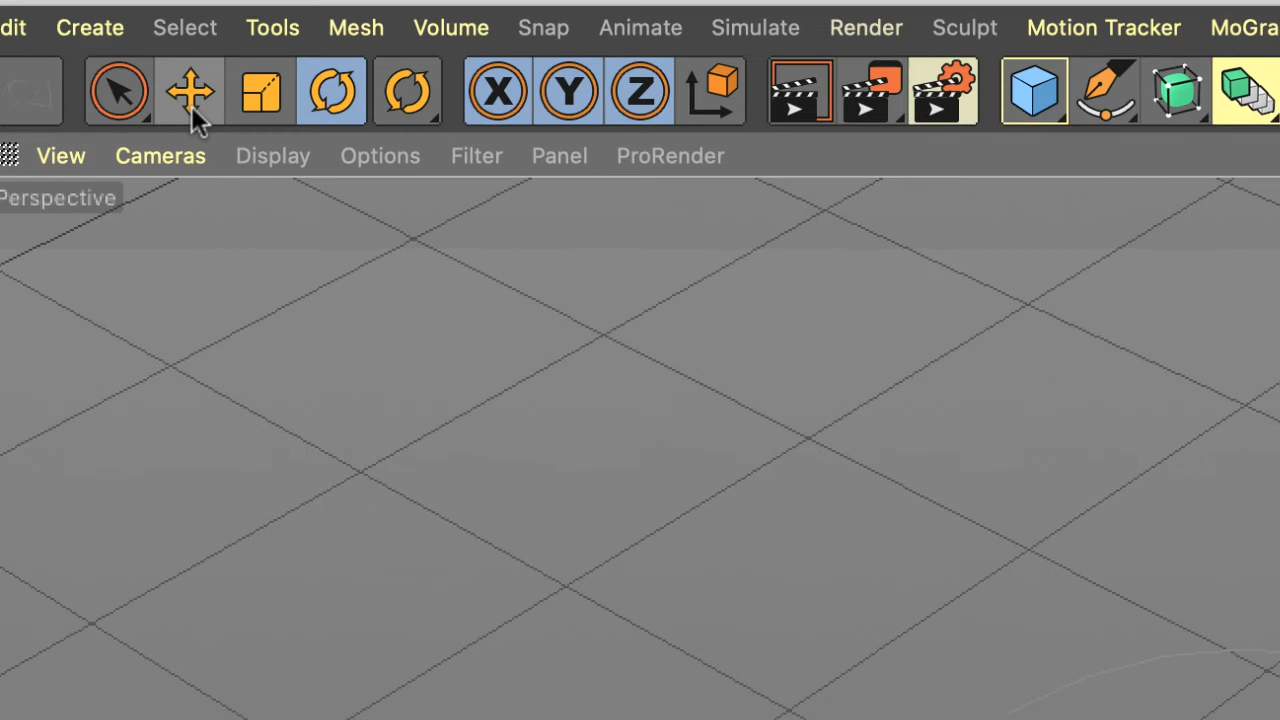 dit Create Select Tools Mesh Volume Snap Animate Simulate Render Sculpt Motion Tracker MoGra
X Y Z
View Cameras Display Options Filter Panel ProRender
Perspective